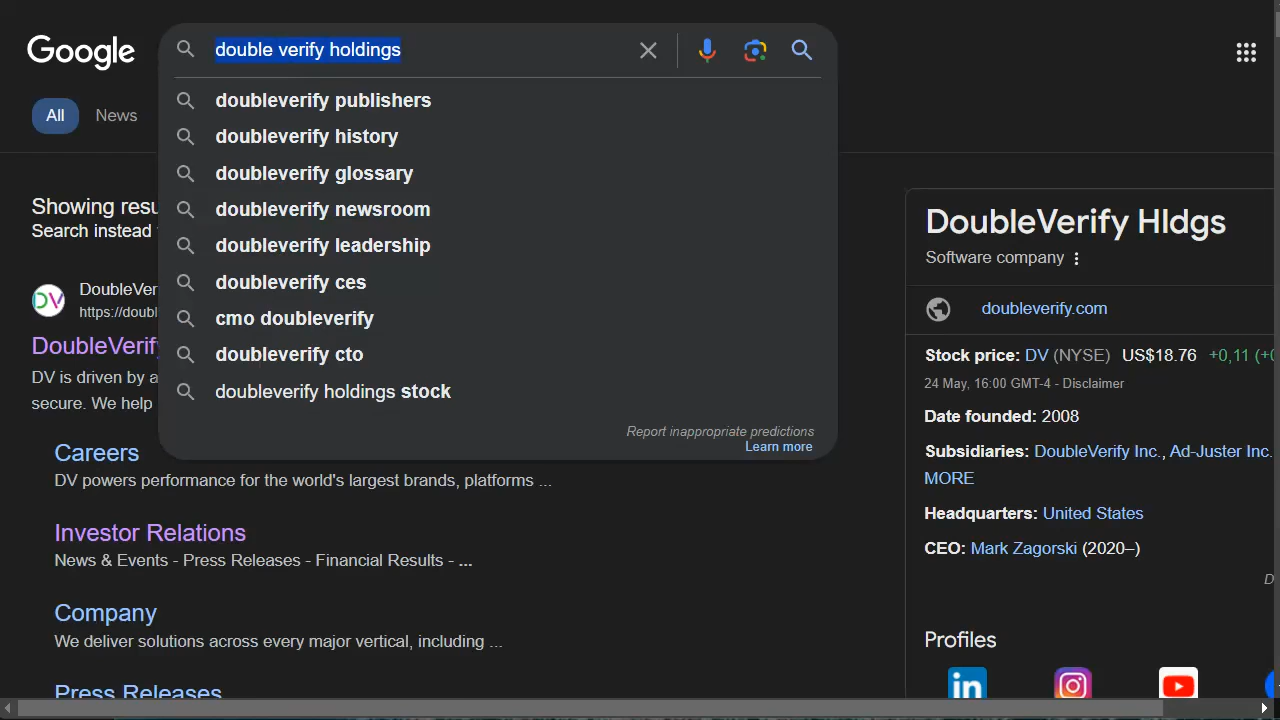 Google
double verify holdings
All
News
doubleverify publishers
doubleverify history
doubleverify glossary
doubleverify newsroom
doubleverify leadership
doubleverify ces
cmo doubleverify
doubleverify cto
doubleverify holdings stock
Report inappropriate predictions
Learn more
Showing resu
Search instead
DV
DoubleVer
https://doubl
DoubleVerify
DV is driven by a
secure. We help
Careers
DV powers performance for the world's largest brands, platforms ...
Investor Relations
News & Events - Press Releases - Financial Results - ...
Company
We deliver solutions across every major vertical, including ...
Press Releases
DoubleVerify Hldgs
Software company
doubleverify.com
Stock price: DV (NYSE) US$18.76 +0,11 (+0
24 May, 16:00 GMT-4 - Disclaimer
Date founded: 2008
Subsidiaries: DoubleVerify Inc., Ad-Juster Inc.
MORE
Headquarters: United States
CEO: Mark Zagorski (2020–)
D
Profiles
in